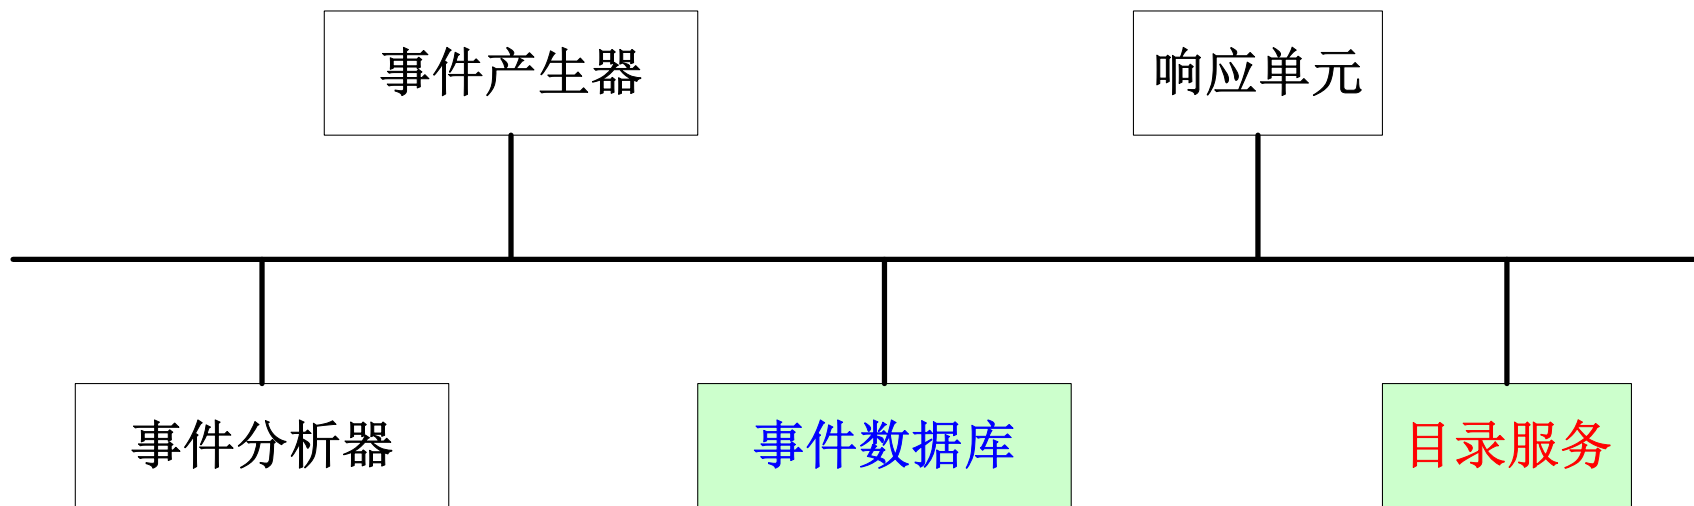 事件产生器
响应单元
事件分析器
事件数据库
目录服务